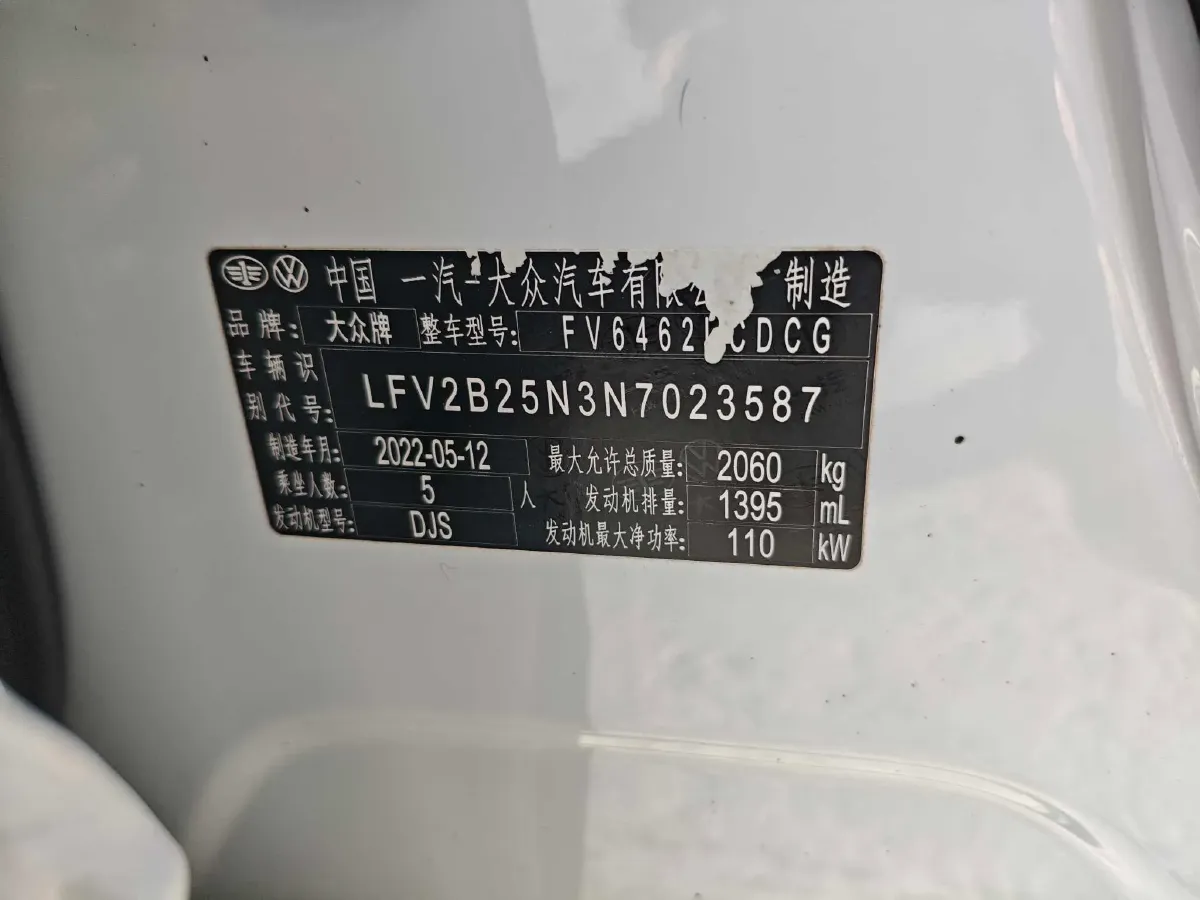 中国 一汽-大众汽车有限 制造
品牌: 大众牌 整车型号: FV6462 CDCG
车辆识别代号: LFV2B25N3N7023587
制造年月: 2022-05-12 最大允许总质量: 2060 kg
乘坐人数: 5 人 发动机排量: 1395 mL
发动机型号: DJS 发动机最大净功率: 110 kW